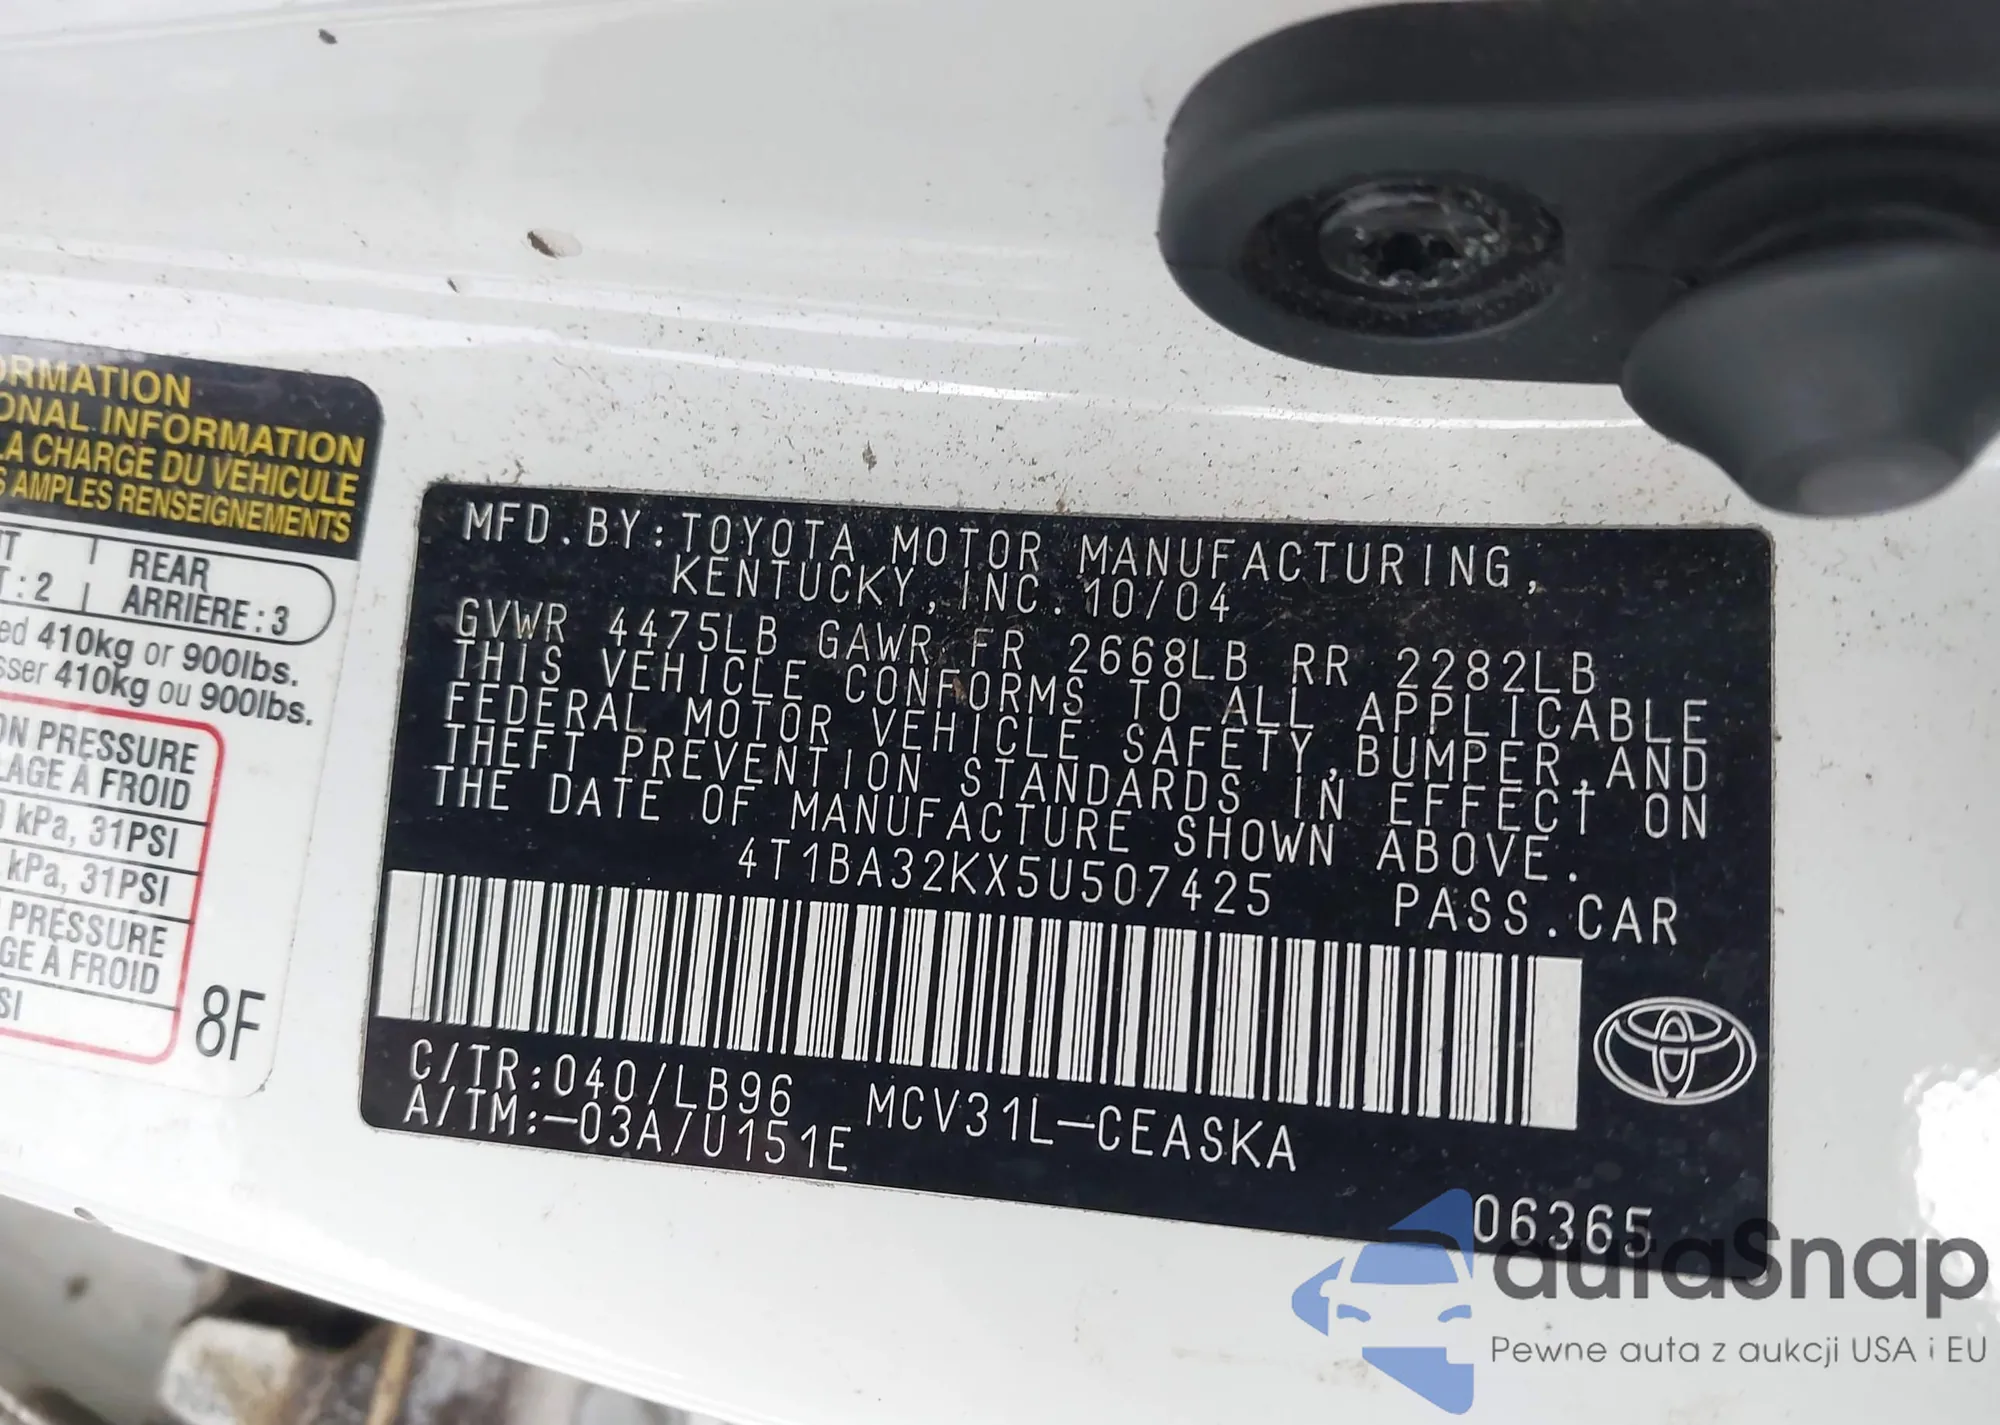 ORMATION
ONAL INFORMATION
LA CHARGE DU VÉHICULE
S AMPLES RENSEIGNEMENTS
REAR
: 2 ARRIÈRE : 3
410kg or 900lbs.
sser 410kg ou 900lbs.
ON PRESSURE
LAGE À FROID
kPa, 31PSI
kPa, 31PSI
PRESSURE
GE À FROID
SI
8F
MFD.BY:TOYOTA MOTOR MANUFACTURING,
KENTUCKY,INC.10/04
GVWR 4475LB GAWR FR 2668LB RR 2282LB
THIS VEHICLE CONFORMS TO ALL APPLICABLE
FEDERAL MOTOR VEHICLE SAFETY,BUMPER,AND
THEFT PREVENTION STANDARDS IN EFFECT ON
THE DATE OF MANUFACTURE SHOWN ABOVE.
4T1BA32KX5U507425 PASS.CAR
C/TR:040/LB96 MCV31L-CEASKA
A/TM:-03A/U151E
06365
autaSnap
Pewne auta z aukcji USA i EU